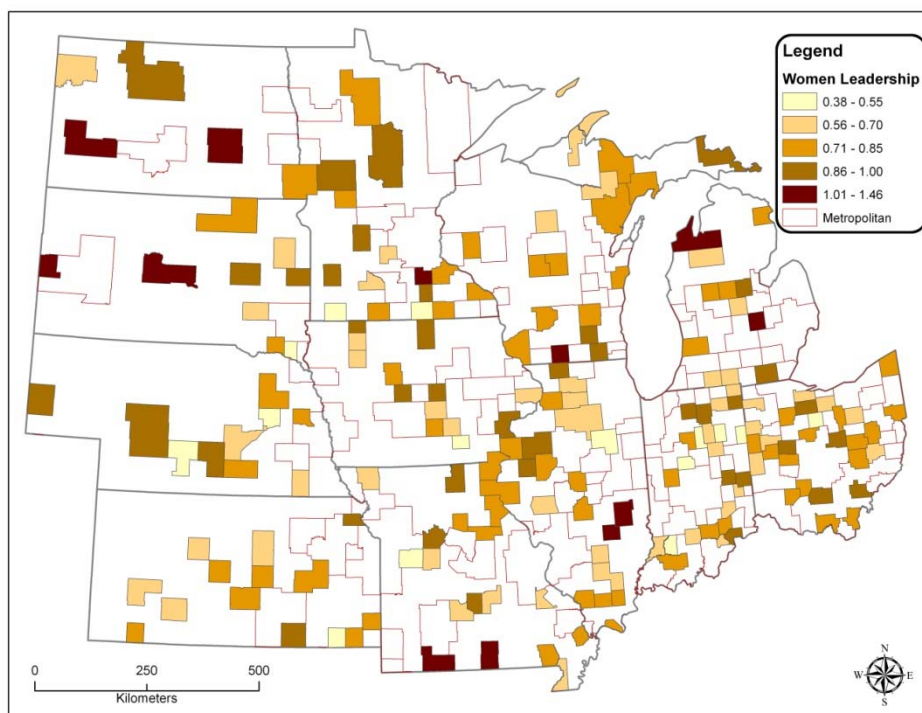 Legend
Women Leadership
0.38 - 0.55
0.56 - 0.70
0.71 - 0.85
0.86 - 1.00
1.01 - 1.46
Metropolitan
0 250 500
Kilometers
N
W E
S